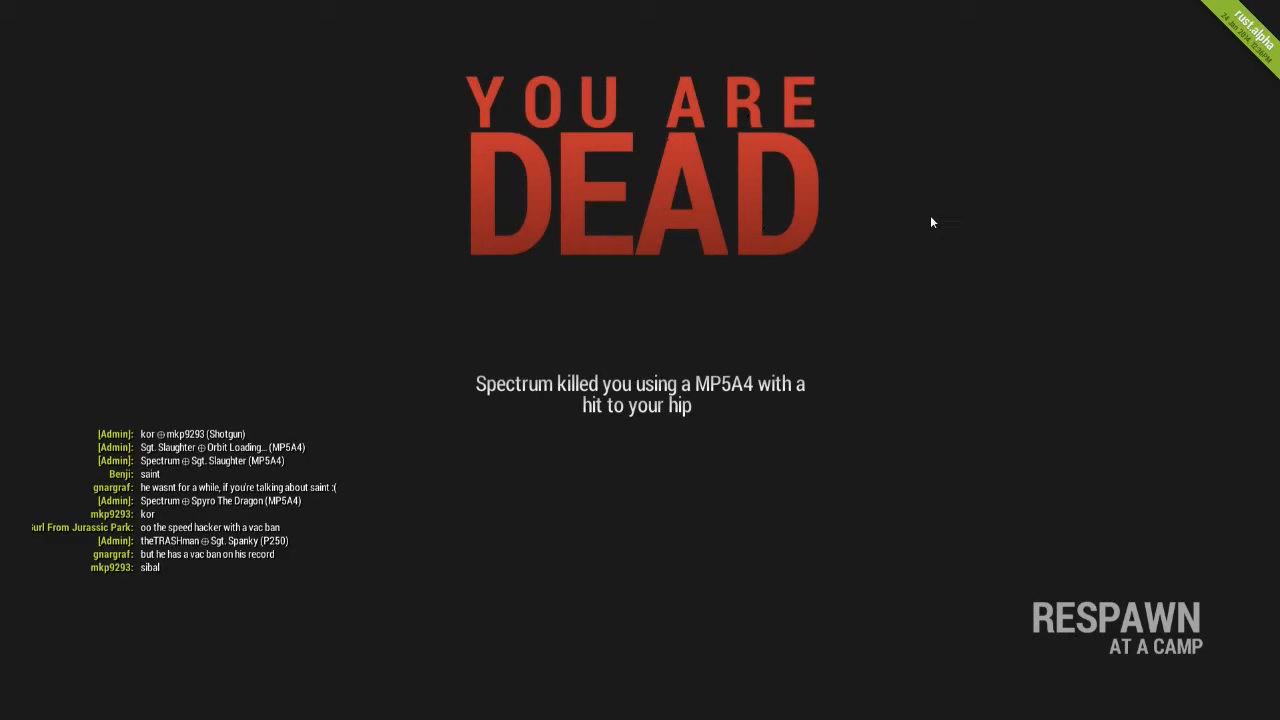 rust.alpha
YOU ARE
DEAD
Spectrum killed you using a MP5A4 with a
hit to your hip
[Admin]: kor ⊕ mkp9293 (Shotgun)
[Admin]: Sgt. Slaughter ⊕ Orbit Loading... (MP5A4)
[Admin]: Spectrum ⊕ Sgt. Slaughter (MP5A4)
Benji: saint
gnargraf: he wasnt for a while, if you're talking about saint :(
[Admin]: Spectrum ⊕ Spyro The Dragon (MP5A4)
mkp9293: kor
From Jurassic Park: oo the speed hacker with a vac ban
[Admin]: theTRASHman ⊕ Sgt. Spanky (P250)
gnargraf: but he has a vac ban on his record
mkp9293: sibal
RESPAWN
AT A CAMP